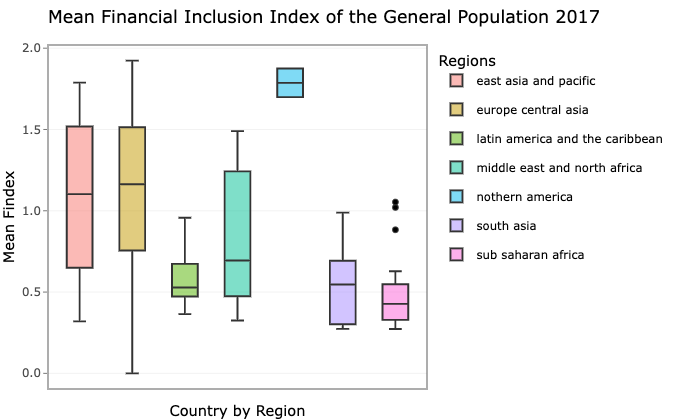 Mean Financial Inclusion Index of the General Population 2017
2.0
1.5
1.0
0.5
0.0
Mean Findex
Country by Region
Regions
east asia and pacific
europe central asia
latin america and the caribbean
middle east and north africa
nothern america
south asia
sub saharan africa